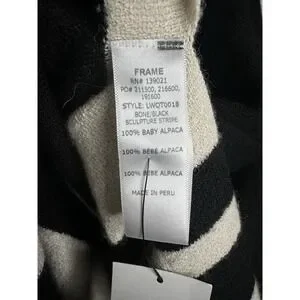 FRAME
RN# 139021
PO# 211500, 216600,
191600
STYLE: LWQT0018
BONE/BLACK
SCULPTURE STRIPE
100% BABY ALPACA
100% BEBE ALPACA
100% BEBE ALPACA
MADE IN PERU